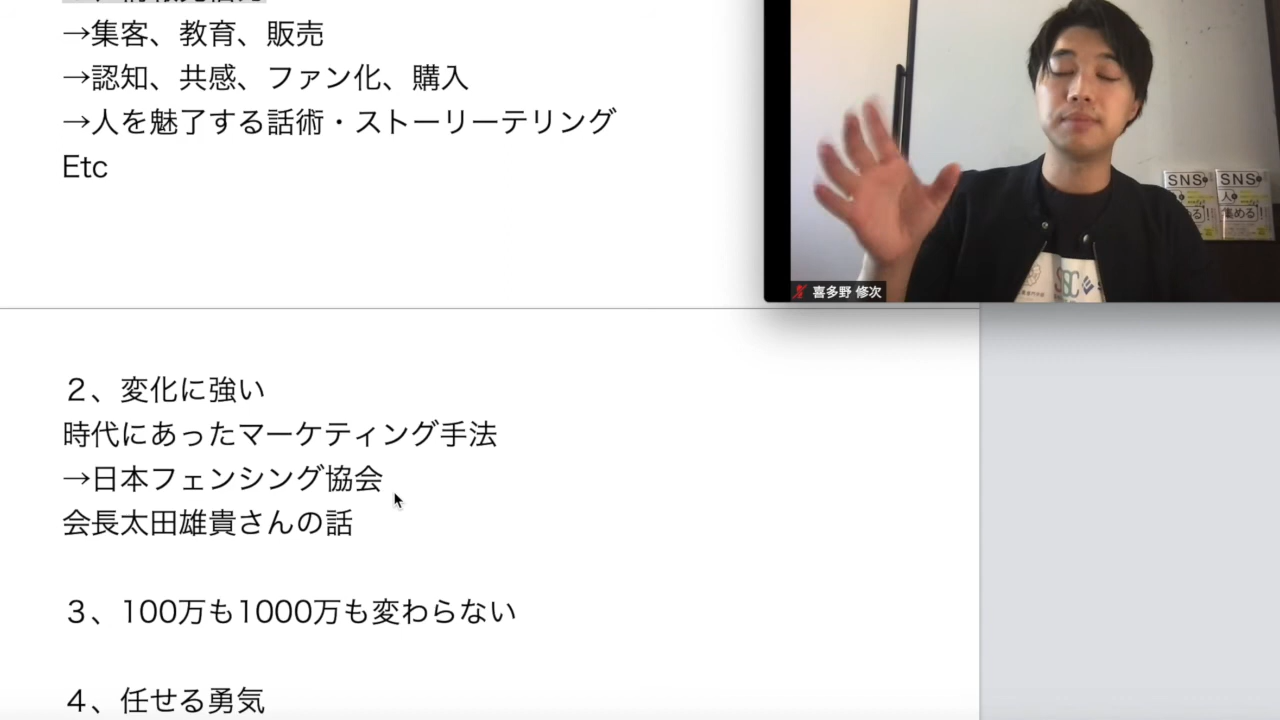 →集客、教育、販売
→認知、共感、ファン化、購入
→人を魅了する話術・ストーリーテリング
Etc
２、変化に強い
時代にあったマーケティング手法
→日本フェンシング協会
会長太田雄貴さんの話
３、100万も1000万も変わらない
４、任せる勇気
喜多野 修次
SNS
SNS
集める